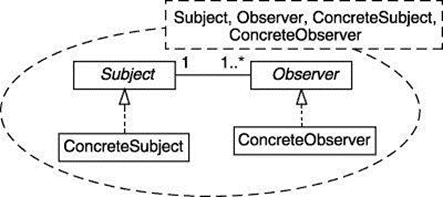 Subject, Observer, ConcreteSubject,
ConcreteObserver
Subject 1 1..* Observer
ConcreteSubject ConcreteObserver